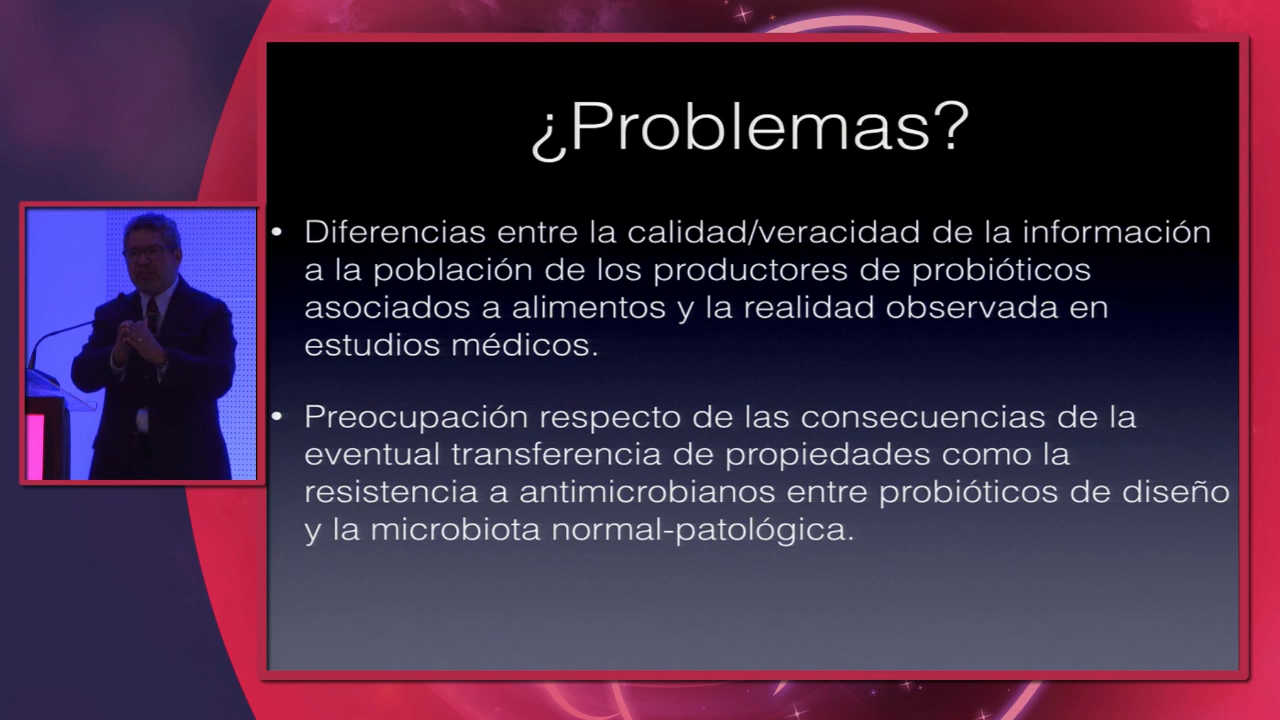 ¿Problemas?
• Diferencias entre la calidad/veracidad de la información
a la población de los productores de probióticos
asociados a alimentos y la realidad observada en
estudios médicos.
• Preocupación respecto de las consecuencias de la
eventual transferencia de propiedades como la
resistencia a antimicrobianos entre probióticos de diseño
y la microbiota normal-patológica.